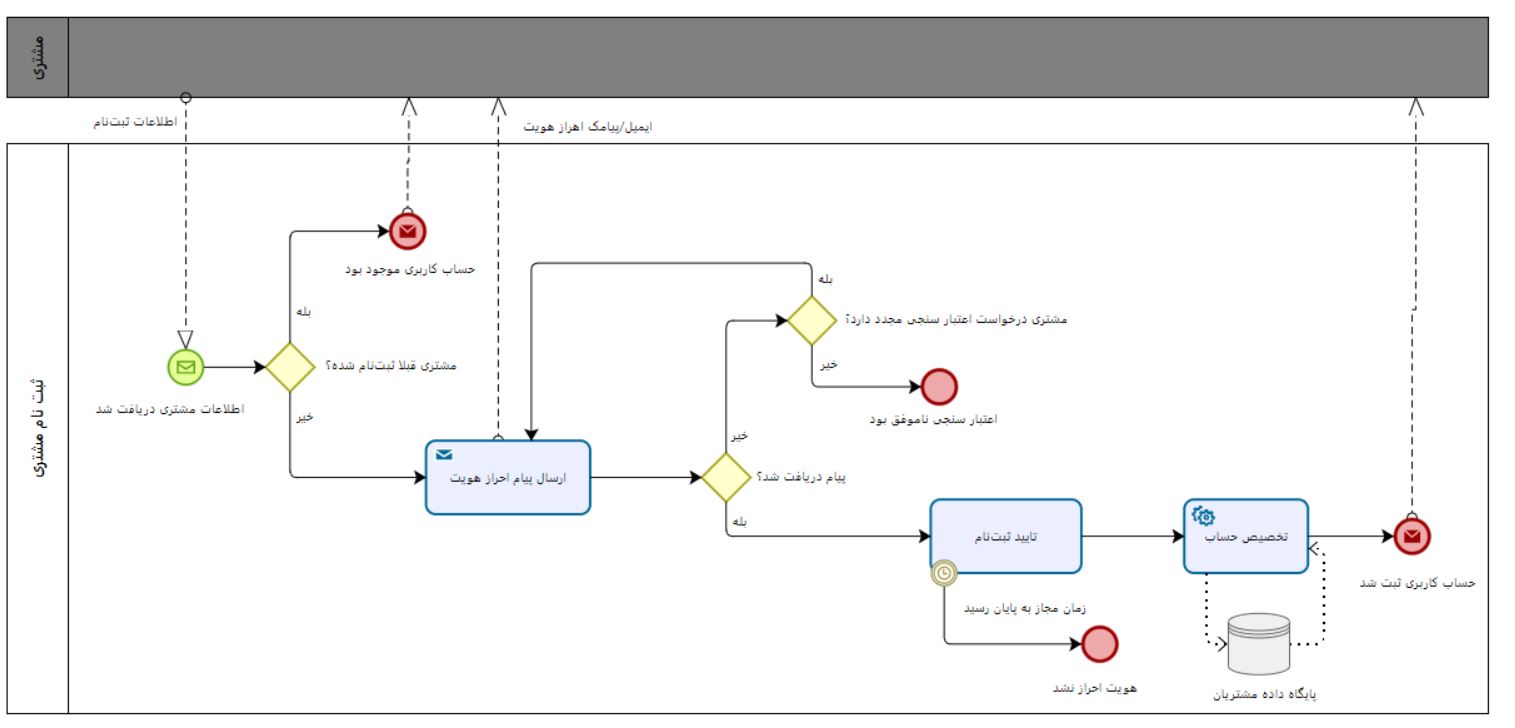 مشتری
اطلاعات ثبت‌نام
ایمیل/پیامک اهراز هویت
ثبت نام مشتری
حساب کاربری موجود بود
بله
بله
مشتری درخواست اعتبار سنجی مجدد دارد؟
مشتری قبلا ثبت‌نام شده؟
خیر
اطلاعات مشتری دریافت شد
خیر
اعتبار سنجی ناموفق بود
خیر
ارسال پیام احراز هویت
پیام دریافت شد؟
بله
تایید ثبت‌نام
تخصیص حساب
حساب کاربری ثبت شد
زمان مجاز به پایان رسید
هویت احراز نشد
پایگاه داده مشتریان